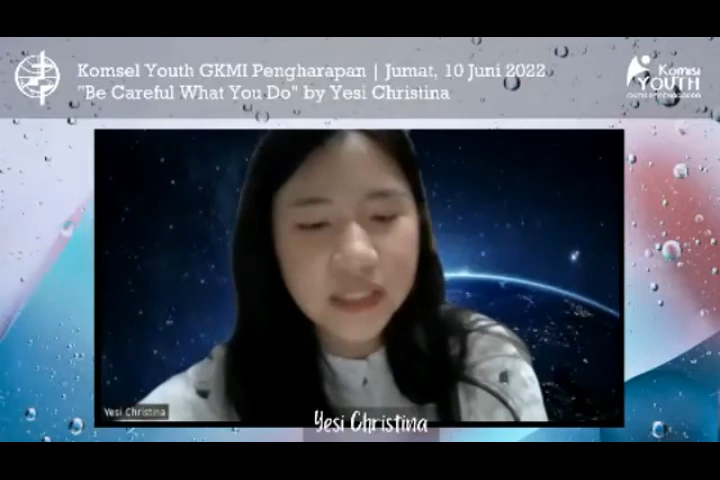 Komsel Youth GKMI Pengharapan | Jumat, 10 Juni 2022
"Be Careful What You Do" by Yesi Christina
Komisi
YOUTH
Yesi Christina
Yesi Christina